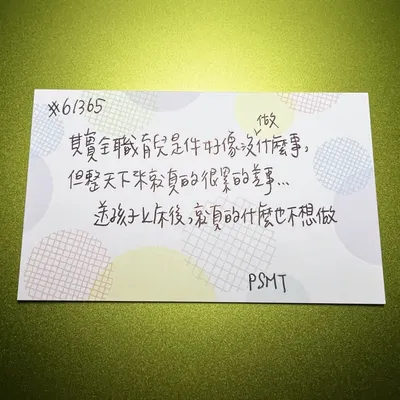 #61365
其實全職育兒是件好像沒做什麼事,
但整天下來就真的很累的差事...
送孩子上床後,就真的什麼也不想做
PSMT